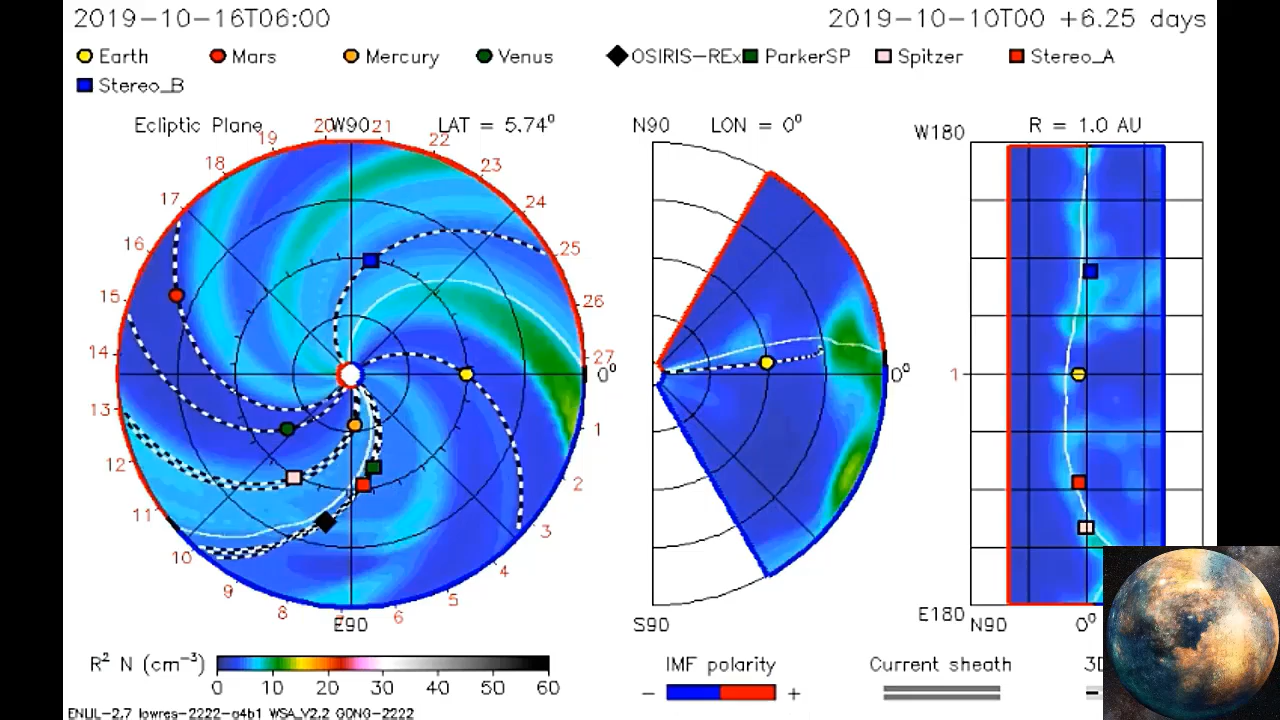 2019-10-16T06:00
2019-10-10T00 +6.25 days
Earth Mars Mercury Venus OSIRIS-REx ParkerSP Spitzer Stereo_A
Stereo_B
Ecliptic Plane W90 LAT = 5.74° N90 LON = 0° W180 R = 1.0 AU
19 20 21 22
18 23
17 24
16 25
15 26
14 27 0° 0° 1
13 1
12 2
11 3
10 4
9 8 7 6 5
E90 S90 E180 N90 0°
R² N (cm⁻³) IMF polarity Current sheath 3D
0 10 20 30 40 50 60 - +
ENLIL-2.7 lowres-2222-a4b1 WSA_V2.2 GONG-2222